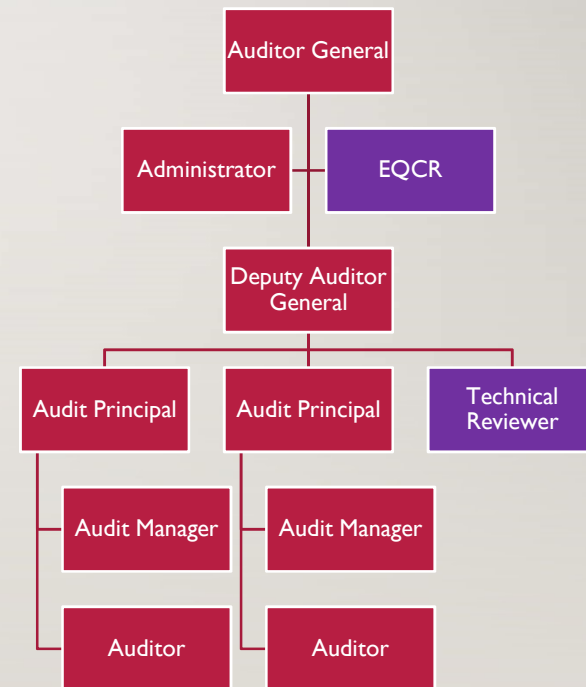 Auditor General
Administrator
EQCR
Deputy Auditor
General
Audit Principal
Audit Principal
Technical
Reviewer
Audit Manager
Audit Manager
Auditor
Auditor